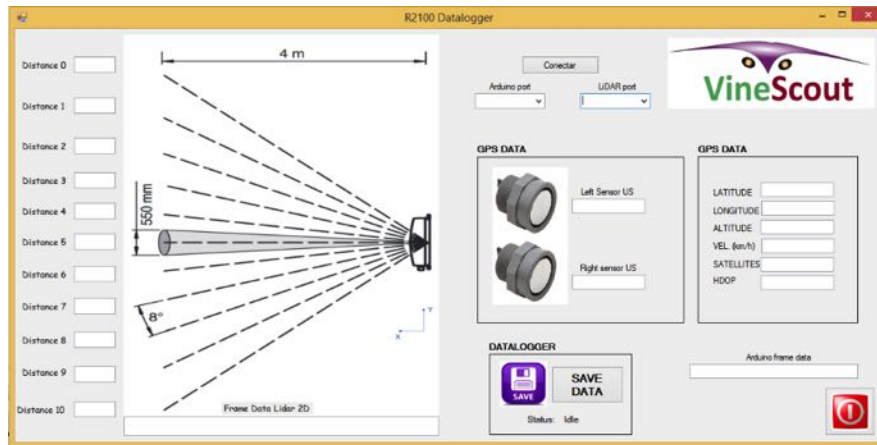 R2100 Datalogger
Distance 0
Distance 1
Distance 2
Distance 3
Distance 4
Distance 5
Distance 6
Distance 7
Distance 8
Distance 9
Distance 10
4 m
550 mm
8°
Y
X
Frame Data Lidar 2D
Conectar
Arduino port
LiDAR port
VineScout
GPS DATA
Left Sensor US
Right sensor US
GPS DATA
LATITUDE
LONGITUDE
ALTITUDE
VEL. (km/h)
SATELLITES
HDOP
DATALOGGER
SAVE
SAVE DATA
Status: Idle
Arduino frame data